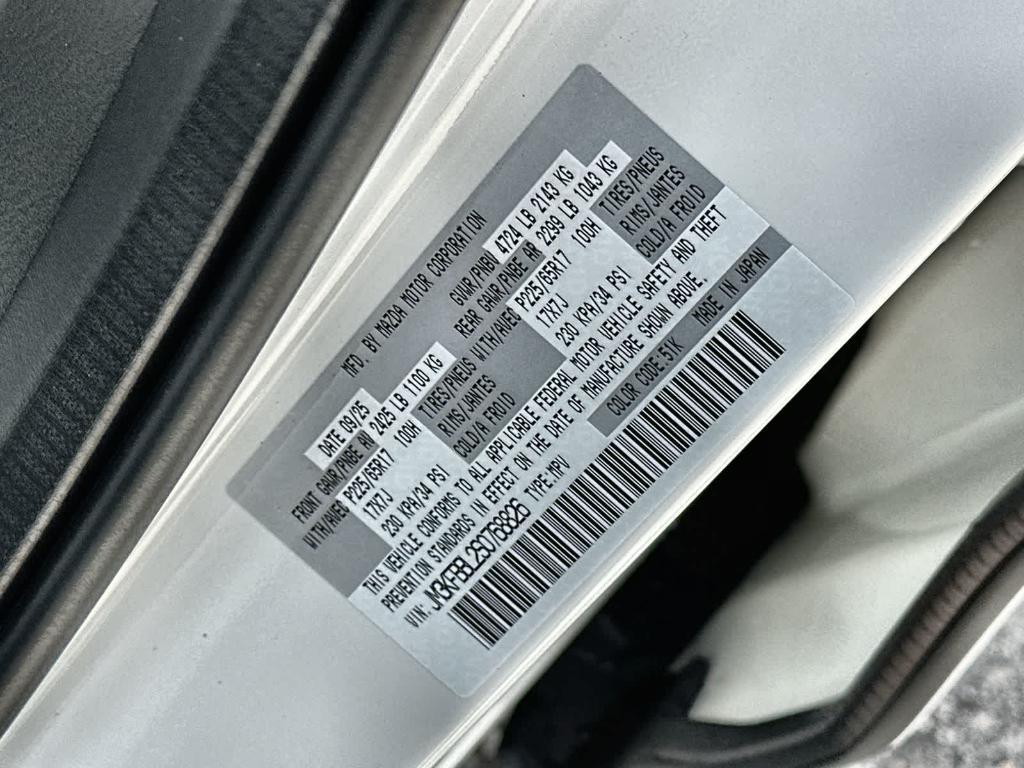 MFD. BY MAZDA MOTOR CORPORATION
DATE 09/25 GVWR/PNBV 4724 LB 2143 KG
FRONT GAWR/PNBE AV 2425 LB 1100 KG REAR GAWR/PNBE AR 2299 LB 1043 KG
WITH/AVEC P225/65R17 100H TIRES/PNEUS WITH/AVEC P225/65R17 100H TIRES/PNEUS
17X7J RIMS/JANTES 17X7J RIMS/JANTES
230 KPA/34 PSI COLD/A FROID 230 KPA/34 PSI COLD/A FROID
THIS VEHICLE CONFORMS TO ALL APPLICABLE FEDERAL MOTOR VEHICLE SAFETY AND THEFT
PREVENTION STANDARDS IN EFFECT ON THE DATE OF MANUFACTURE SHOWN ABOVE.
VIN: TYPE:MPV COLOR CODE:51K MADE IN JAPAN